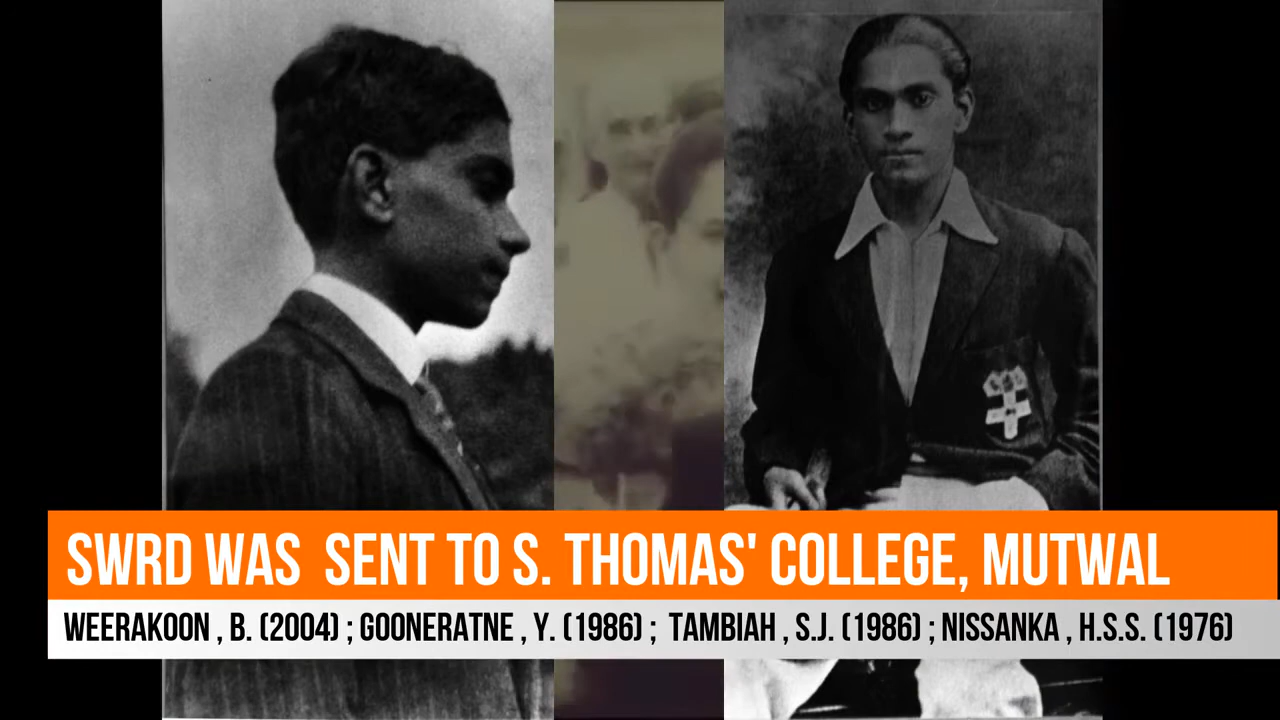 SWRD WAS SENT TO S. THOMAS' COLLEGE, MUTWAL
WEERAKOON , B. (2004) ; GOONERATNE , Y. (1986) ; TAMBIAH , S.J. (1986) ; NISSANKA , H.S.S. (1976)